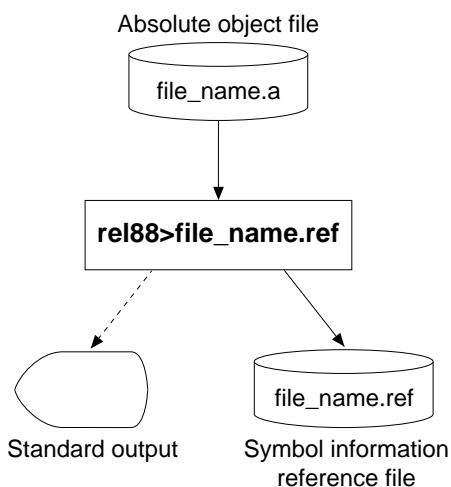 Absolute object file
file_name.a
rel88>file_name.ref
file_name.ref
Standard output
Symbol information
reference file